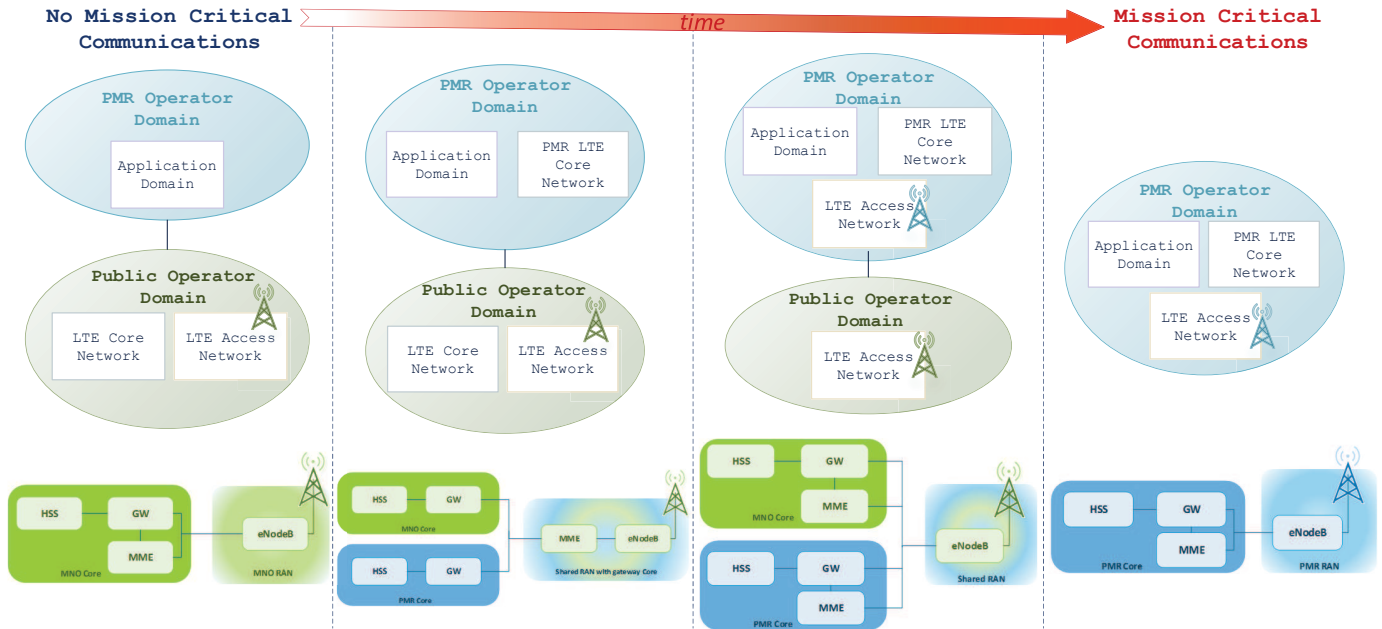 No Mission Critical
Communications
time
Mission Critical
Communications
PMR Operator
Domain
Application
Domain
Public Operator
Domain
LTE Core
Network
LTE Access
Network
HSS
GW
MME
MNO Core
eNodeB
MNO RAN
PMR Operator
Domain
Application
Domain
PMR LTE
Core
Network
Public Operator
Domain
LTE Core
Network
LTE Access
Network
HSS
GW
MNO Core
HSS
GW
PMR Core
MME
eNodeB
Shared RAN with gateway Core
PMR Operator
Domain
Application
Domain
PMR LTE
Core
Network
LTE Access
Network
Public Operator
Domain
LTE Access
Network
HSS
GW
MME
MNO Core
HSS
GW
MME
PMR Core
eNodeB
Shared RAN
PMR Operator
Domain
Application
Domain
PMR LTE
Core
Network
LTE Access
Network
HSS
GW
MME
PMR Core
eNodeB
PMR RAN